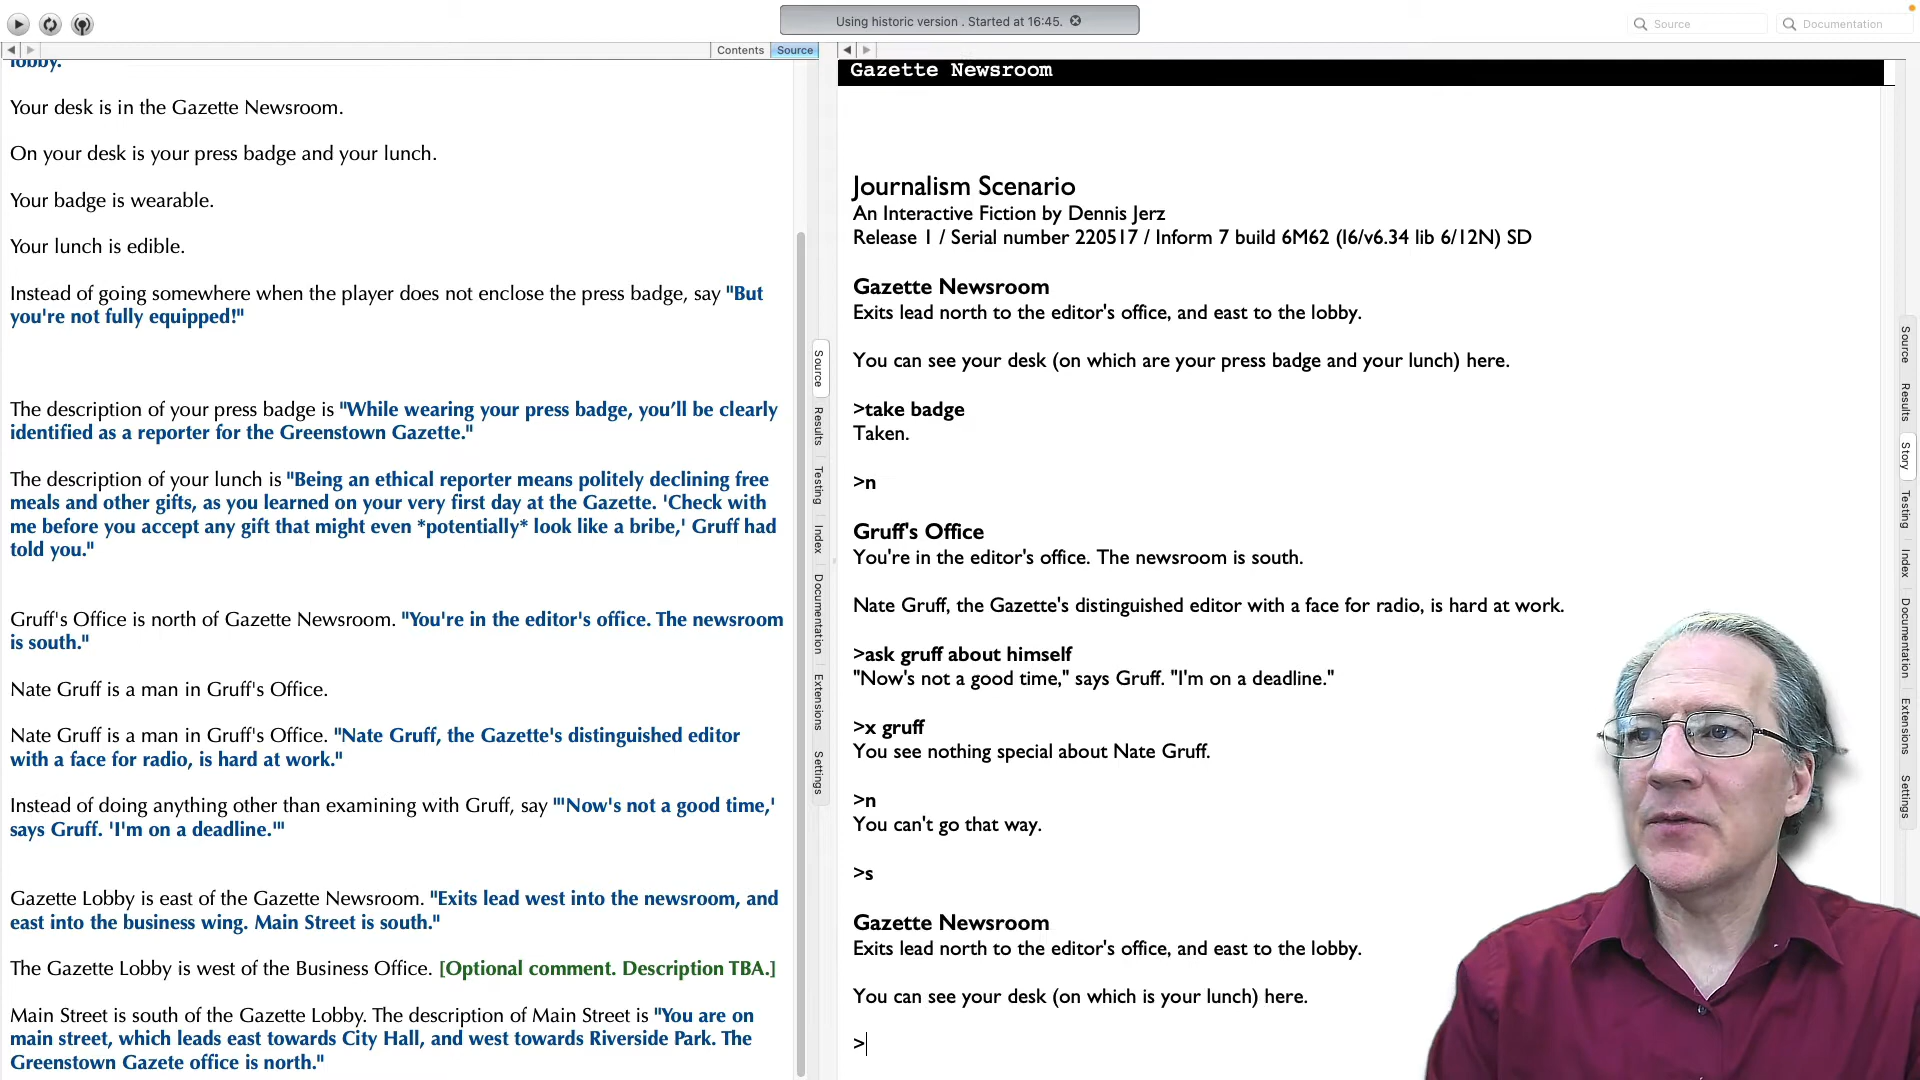 Using historic version . Started at 16:45.
Source
Documentation
Contents
Source
lobby.
Your desk is in the Gazette Newsroom.
On your desk is your press badge and your lunch.
Your badge is wearable.
Your lunch is edible.
Instead of going somewhere when the player does not enclose the press badge, say "But
you're not fully equipped!"
The description of your press badge is "While wearing your press badge, you’ll be clearly
identified as a reporter for the Greenstown Gazette."
The description of your lunch is "Being an ethical reporter means politely declining free
meals and other gifts, as you learned on your very first day at the Gazette. 'Check with
me before you accept any gift that might even *potentially* look like a bribe,' Gruff had
told you."
Gruff's Office is north of Gazette Newsroom. "You're in the editor's office. The newsroom
is south."
Nate Gruff is a man in Gruff's Office.
Nate Gruff is a man in Gruff's Office. "Nate Gruff, the Gazette's distinguished editor
with a face for radio, is hard at work."
Instead of doing anything other than examining with Gruff, say "'Now's not a good time,'
says Gruff. 'I'm on a deadline.'"
Gazette Lobby is east of the Gazette Newsroom. "Exits lead west into the newsroom, and
east into the business wing. Main Street is south."
The Gazette Lobby is west of the Business Office. [Optional comment. Description TBA.]
Main Street is south of the Gazette Lobby. The description of Main Street is "You are on
main street, which leads east towards City Hall, and west towards Riverside Park. The
Greenstown Gazete office is north."
Source
Results
Testing
Index
Documentation
Extensions
Settings
Gazette Newsroom
Journalism Scenario
An Interactive Fiction by Dennis Jerz
Release 1 / Serial number 220517 / Inform 7 build 6M62 (I6/v6.34 lib 6/12N) SD
Gazette Newsroom
Exits lead north to the editor's office, and east to the lobby.
You can see your desk (on which are your press badge and your lunch) here.
>take badge
Taken.
>n
Gruff's Office
You're in the editor's office. The newsroom is south.
Nate Gruff, the Gazette's distinguished editor with a face for radio, is hard at work.
>ask gruff about himself
"Now's not a good time," says Gruff. "I'm on a deadline."
>x gruff
You see nothing special about Nate Gruff.
>n
You can't go that way.
>s
Gazette Newsroom
Exits lead north to the editor's office, and east to the lobby.
You can see your desk (on which is your lunch) here.
>
Source
Results
Story
Testing
Index
Documentation
Extensions
Settings